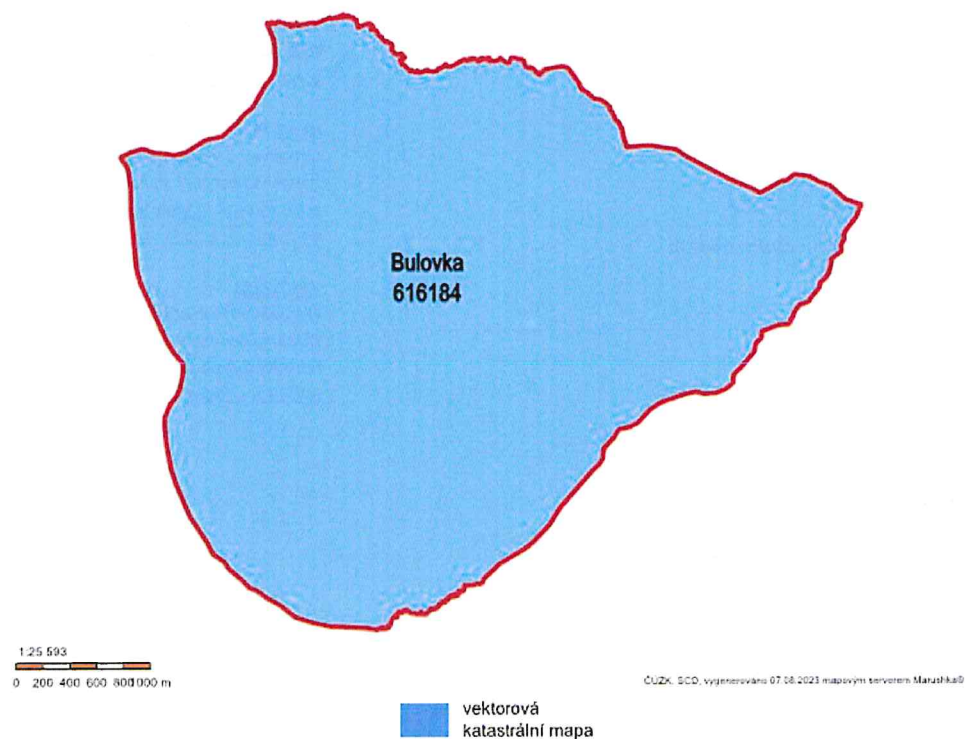 Bulovka
616184
1:25 593
0 200 400 600 800 1000 m
ČÚZK, SCD, vygenerováno 07.08.2023 mapovým serverem Marushka®
vektorová
katastrální mapa